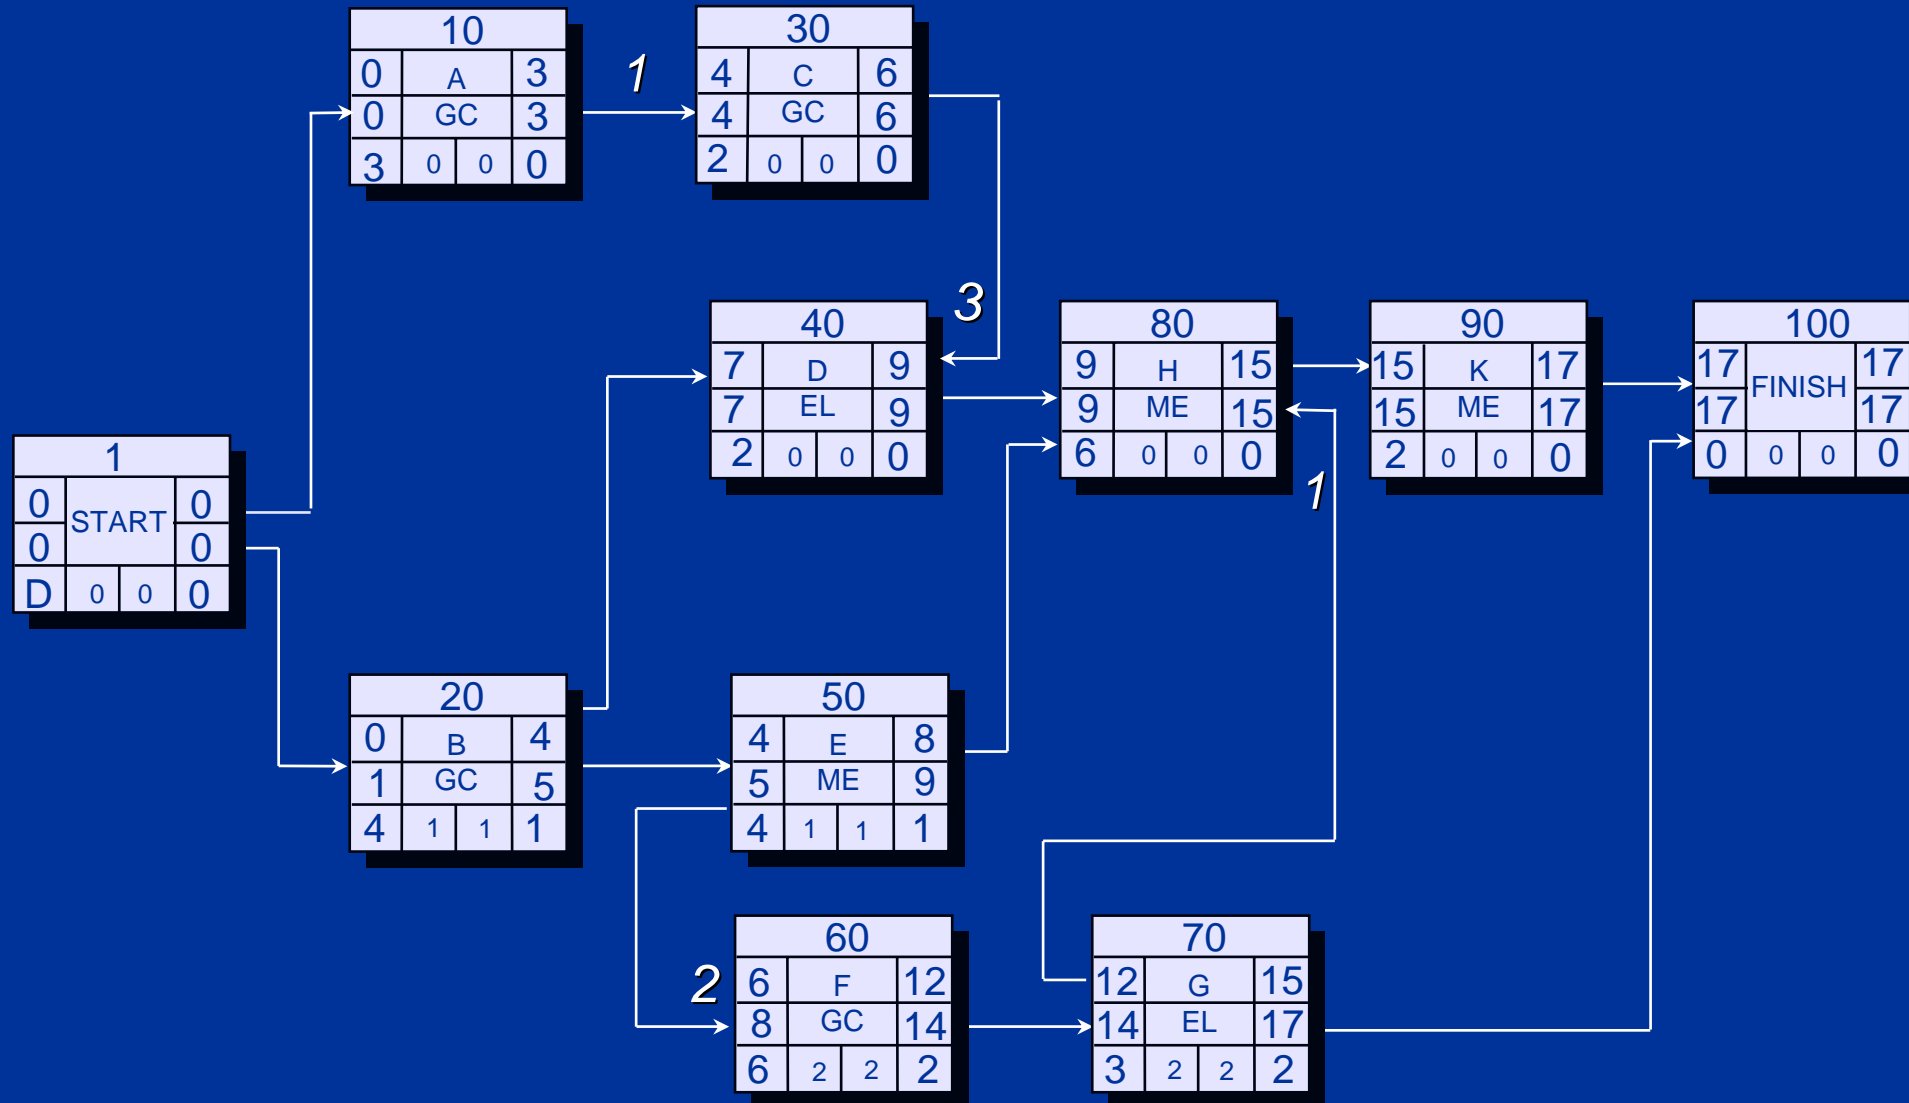 10
0 A 3
0 GC 3
3 0 0 0
1
30
4 C 6
4 GC 6
2 0 0 0
3
40
7 D 9
7 EL 9
2 0 0 0
80
9 H 15
9 ME 15
6 0 0 0
1
90
15 K 17
15 ME 17
2 0 0 0
100
17 FINISH 17
17 17
0 0 0 0
1
0 START 0
0 0
D 0 0 0
20
0 B 4
1 GC 5
4 1 1 1
50
4 E 8
5 ME 9
4 1 1 1
2
60
6 F 12
8 GC 14
6 2 2 2
70
12 G 15
14 EL 17
3 2 2 2